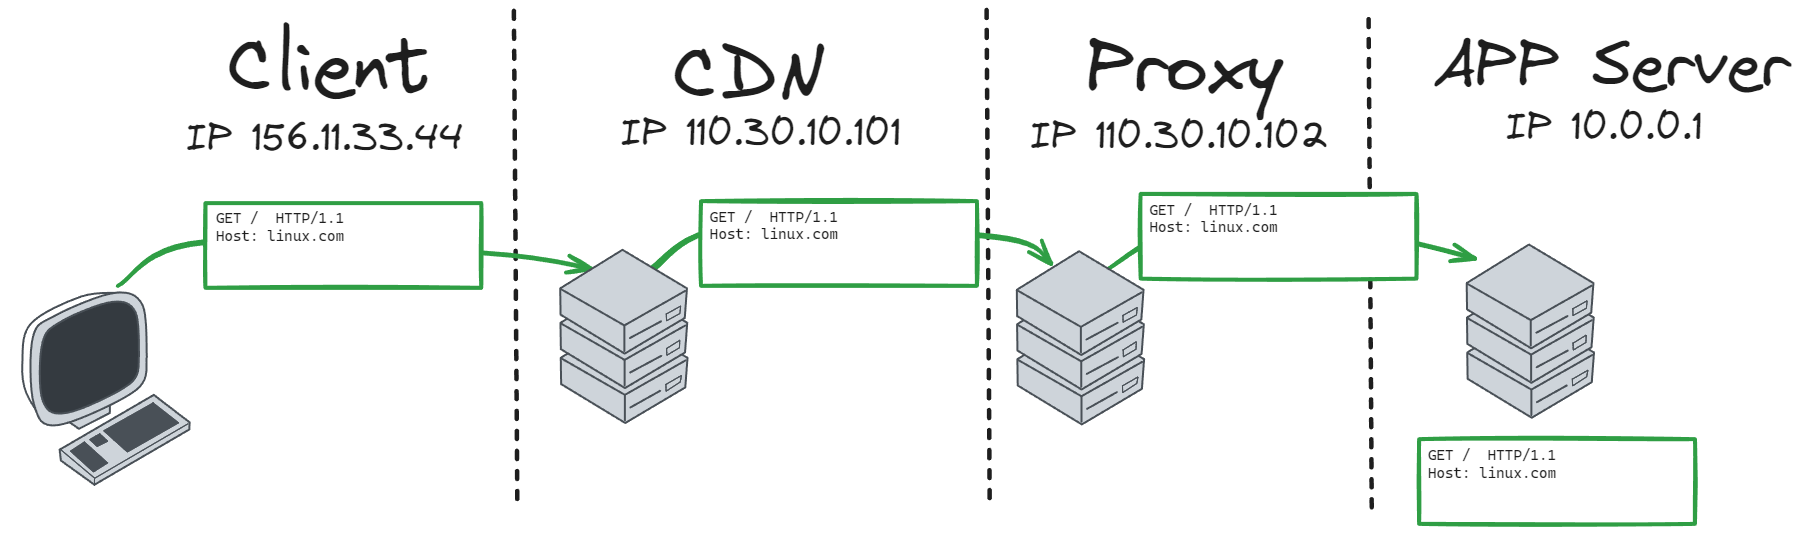 Client
IP 156.11.33.44
CDN
IP 110.30.10.101
Proxy
IP 110.30.10.102
APP Server
IP 10.0.0.1
GET /  HTTP/1.1
Host: linux.com
GET /  HTTP/1.1
Host: linux.com
GET /  HTTP/1.1
Host: linux.com
GET /  HTTP/1.1
Host: linux.com